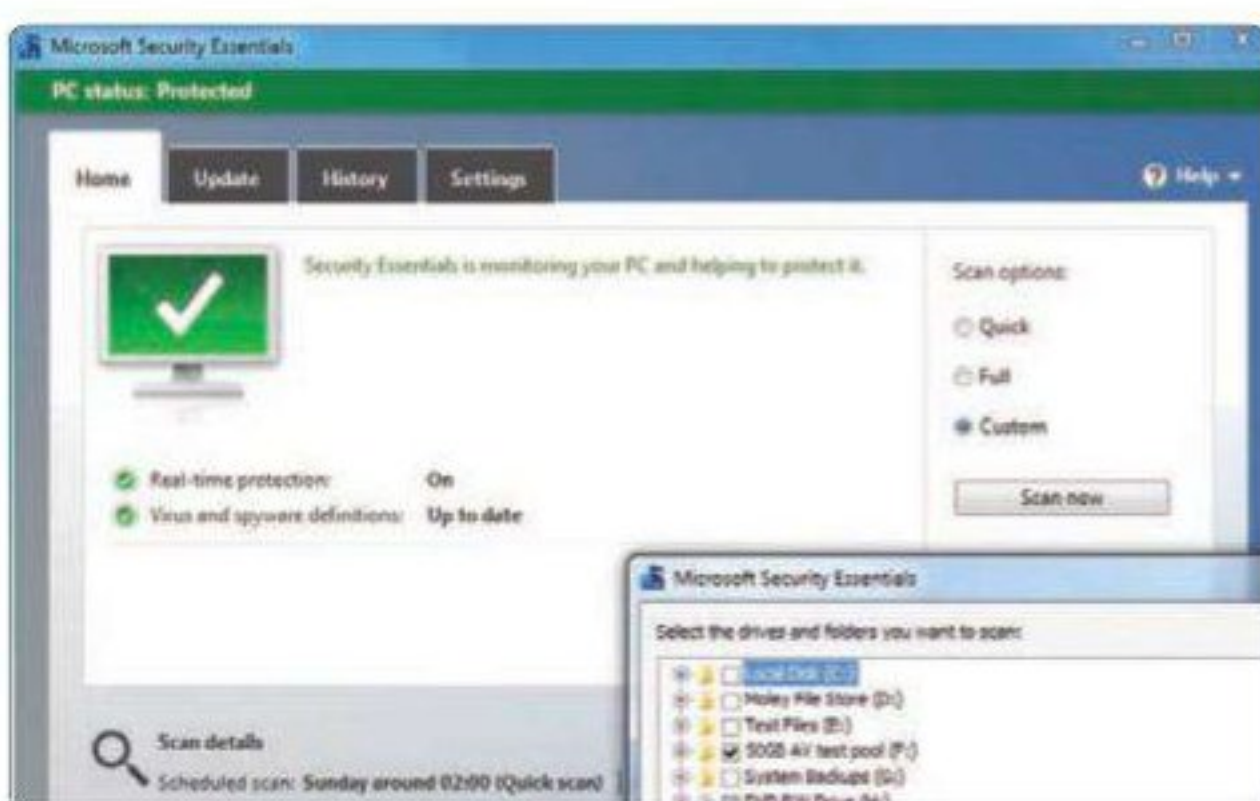 Microsoft Security Essentials
PC status: Protected
Home
Update
History
Settings
Help
Security Essentials is monitoring your PC and helping to protect it.
Scan options:
Quick
Full
Custom
Real-time protection: On
Virus and spyware definitions: Up to date
Scan now
Microsoft Security Essentials
Select the drives and folders you want to scan:
Local Disk (C:)
Moley File Store (D:)
Test Files (E:)
50GB AV test pool (F:)
System Backups (G:)
Scan details
Scheduled scan: Sunday around 02:00 (Quick scan)